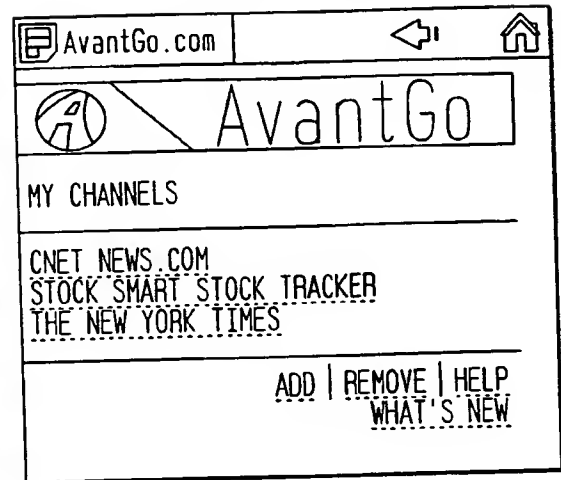 AvantGo.com
AvantGo
MY CHANNELS
CNET NEWS.COM
STOCK SMART STOCK TRACKER
THE NEW YORK TIMES
ADD | REMOVE | HELP
WHAT'S NEW